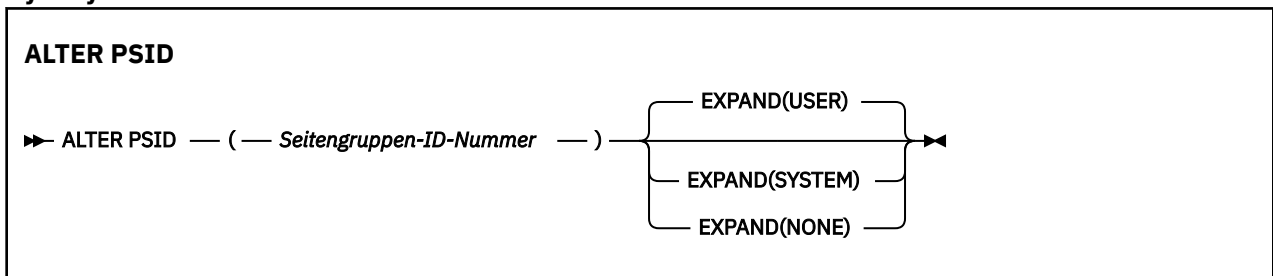 ALTER PSID
EXPAND(USER)
ALTER PSID ( Seitengruppen-ID-Nummer )
EXPAND(SYSTEM)
EXPAND(NONE)